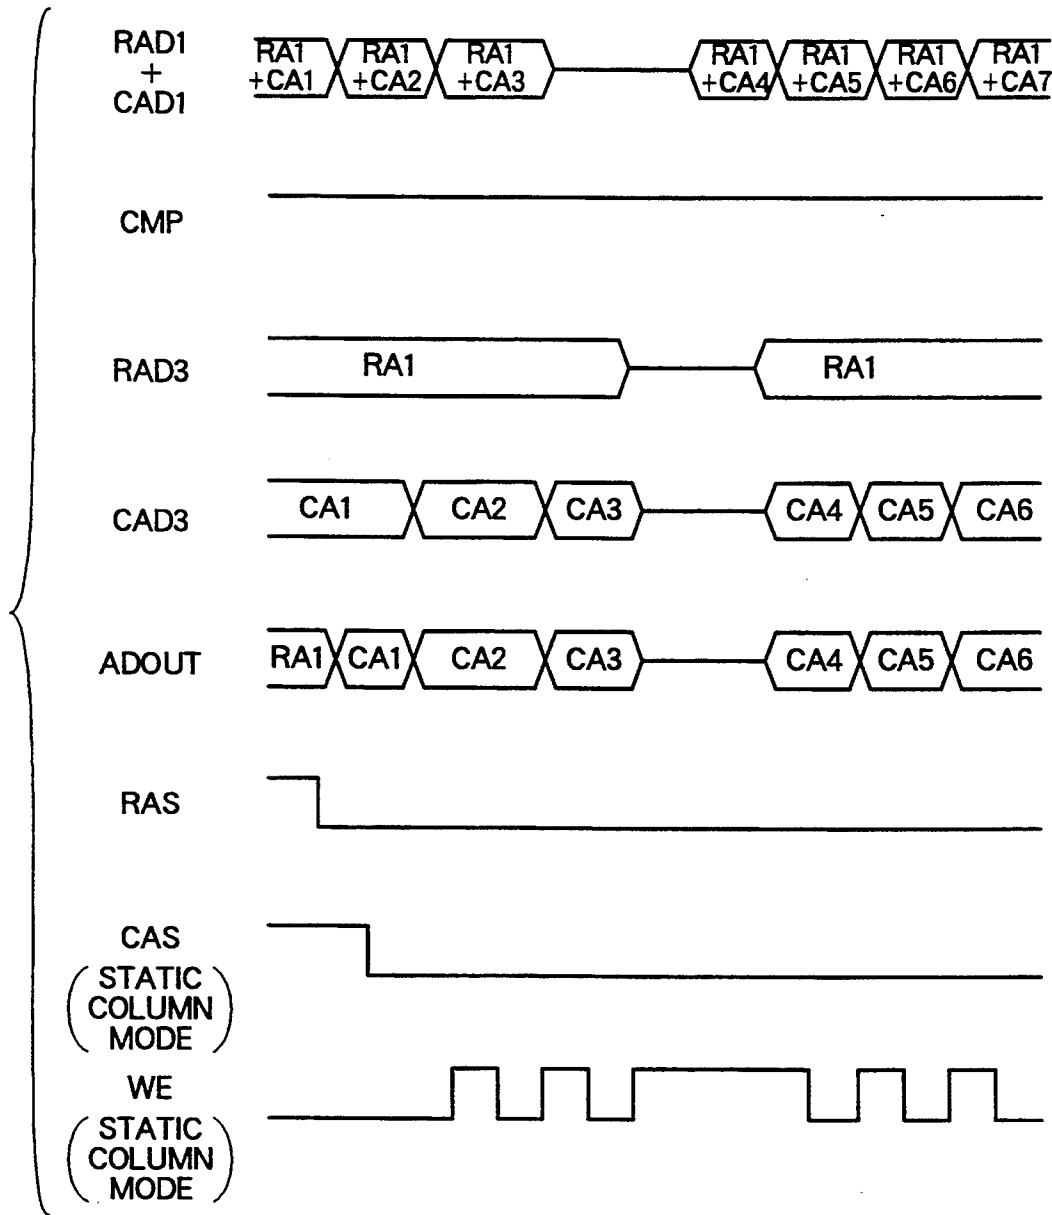 RAD1
+
CAD1
RA1
+CA1
RA1
+CA2
RA1
+CA3
RA1
+CA4
RA1
+CA5
RA1
+CA6
RA1
+CA7
CMP
RAD3
RA1
RA1
CAD3
CA1
CA2
CA3
CA4
CA5
CA6
ADOUT
RA1
CA1
CA2
CA3
CA4
CA5
CA6
RAS
CAS
(STATIC
COLUMN
MODE)
WE
(STATIC
COLUMN
MODE)